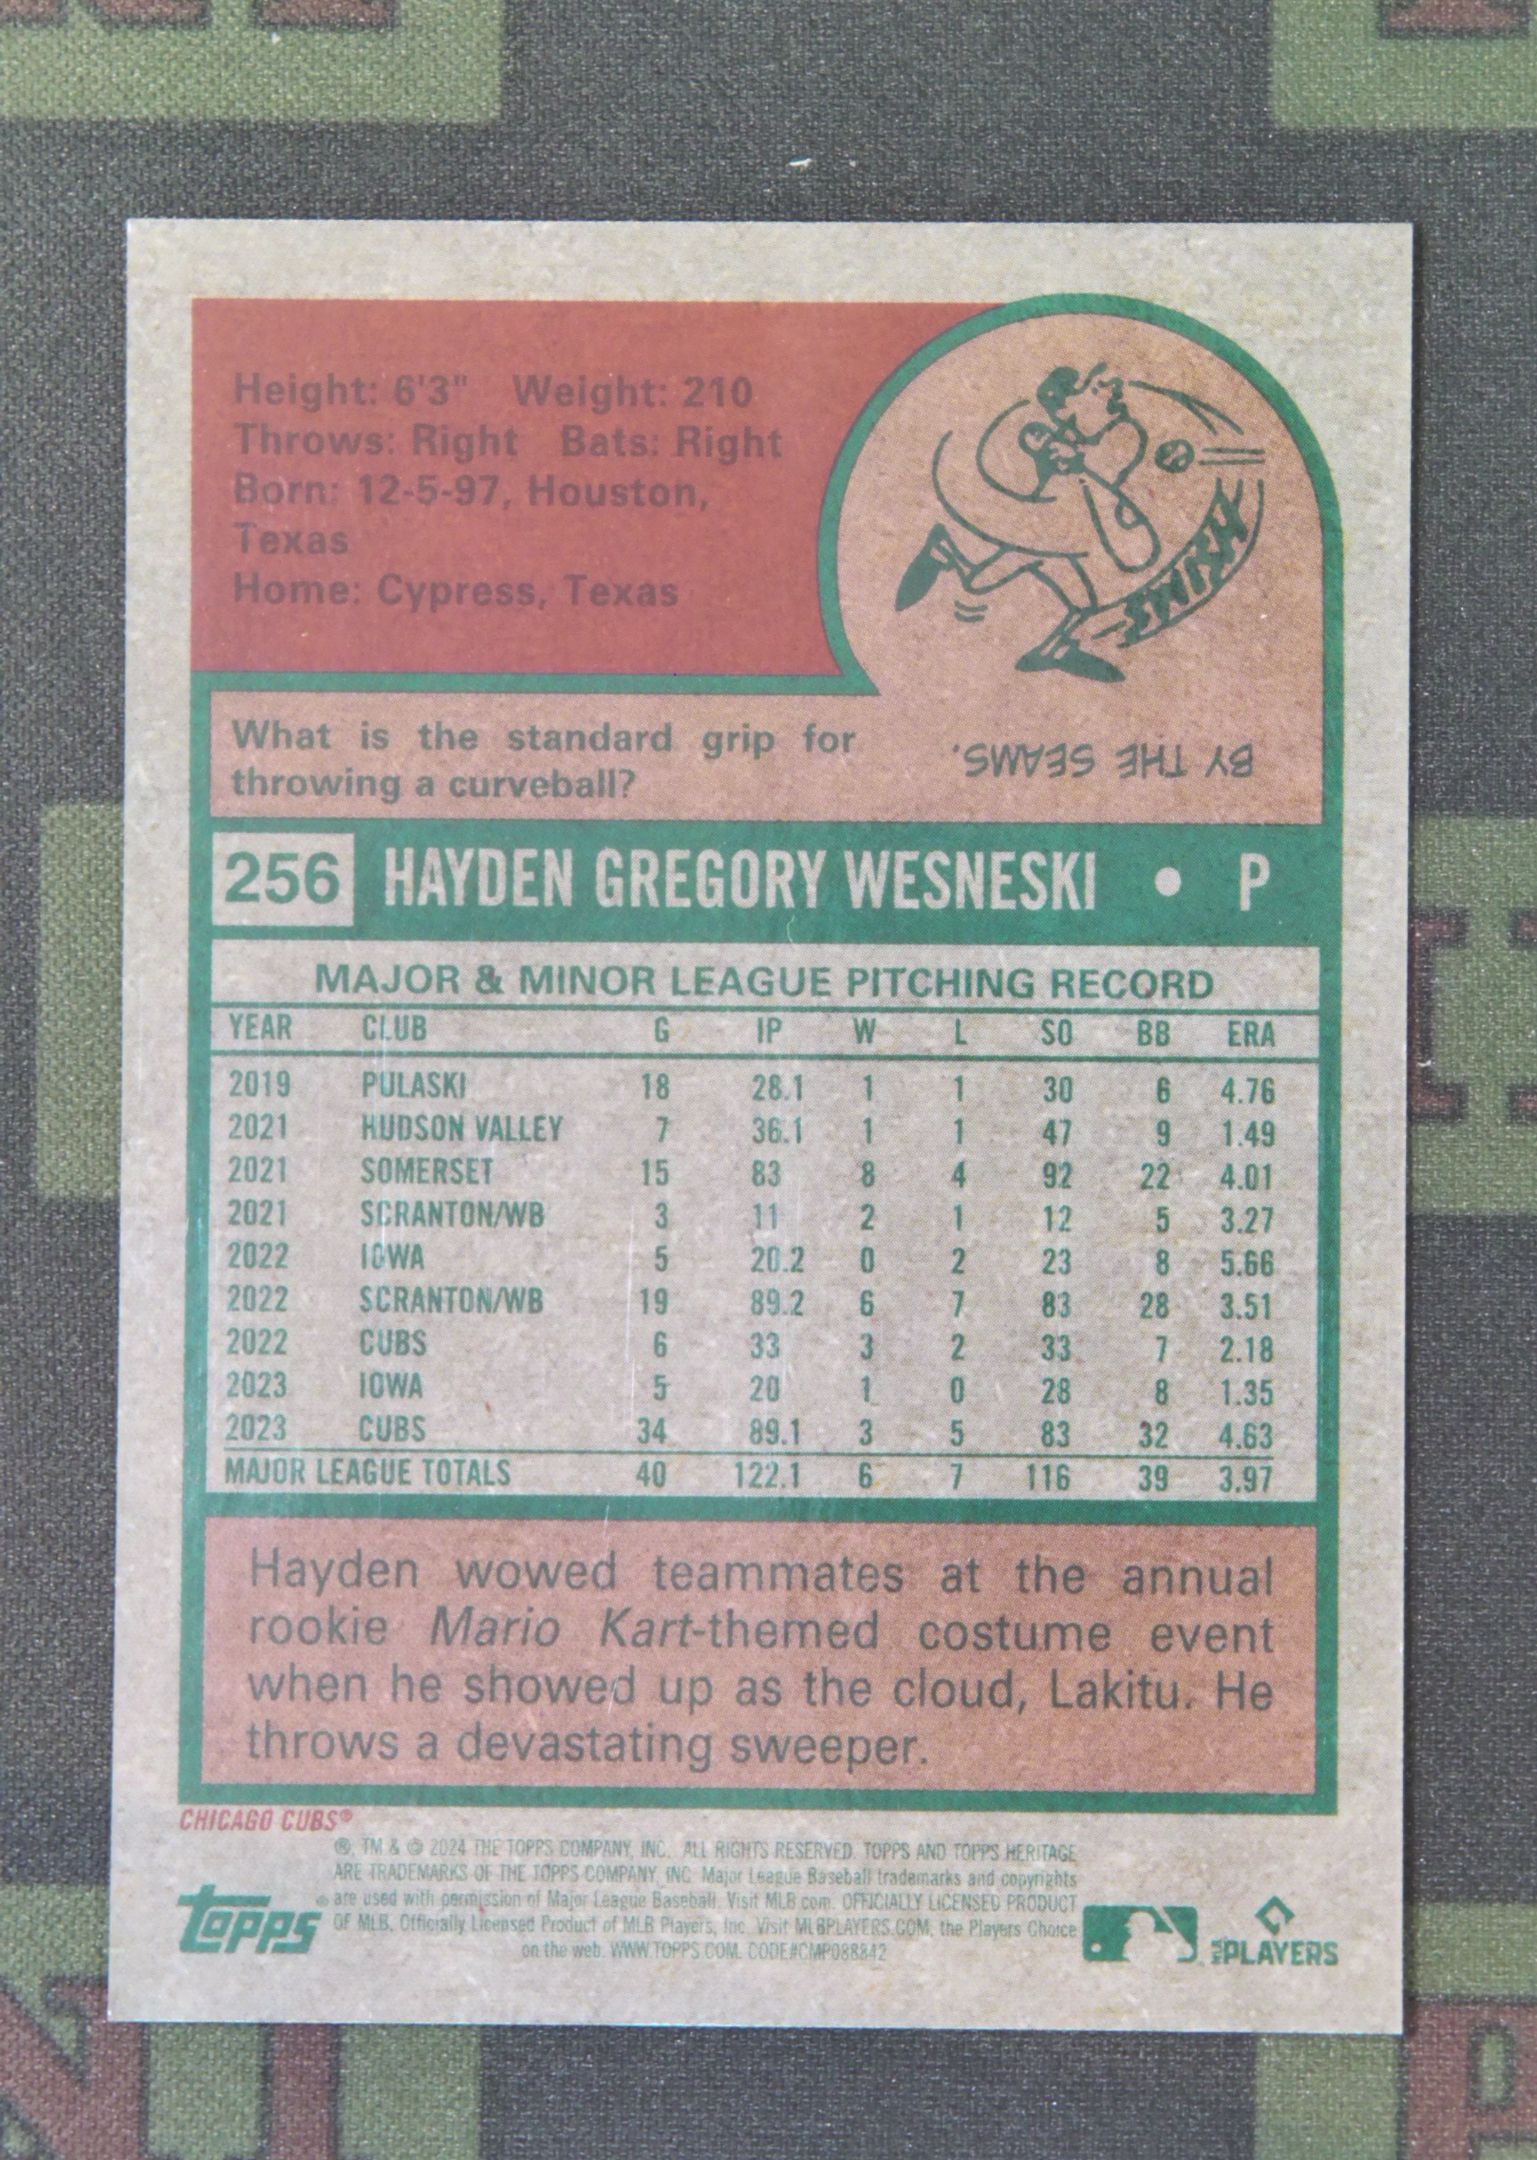 Height: 6'3" Weight: 210
Throws: Right Bats: Right
Born: 12-5-97, Houston,
Texas
Home: Cypress, Texas
SWISH
What is the standard grip for
throwing a curveball?
BY THE SEAMS.
256 HAYDEN GREGORY WESNESKI • P
MAJOR & MINOR LEAGUE PITCHING RECORD
YEAR CLUB G IP W L SO BB ERA
2019 PULASKI 18 28.1 1 1 30 6 4.76
2021 HUDSON VALLEY 7 36.1 1 1 47 9 1.49
2021 SOMERSET 15 83 8 4 92 22 4.01
2021 SCRANTON/WB 3 11 2 1 12 5 3.27
2022 IOWA 5 20.2 0 2 23 8 5.66
2022 SCRANTON/WB 19 89.2 6 7 83 28 3.51
2022 CUBS 6 33 3 2 33 7 2.18
2023 IOWA 5 20 1 0 28 8 1.35
2023 CUBS 34 89.1 3 5 83 32 4.63
MAJOR LEAGUE TOTALS 40 122.1 6 7 116 39 3.97
Hayden wowed teammates at the annual
rookie Mario Kart-themed costume event
when he showed up as the cloud, Lakitu. He
throws a devastating sweeper.
CHICAGO CUBS®
®, TM & © 2024 THE TOPPS COMPANY, INC. ALL RIGHTS RESERVED. TOPPS AND TOPPS HERITAGE
ARE TRADEMARKS OF THE TOPPS COMPANY, INC. Major League Baseball trademarks and copyrights
are used with permission of Major League Baseball. Visit MLB.com. OFFICIALLY LICENSED PRODUCT
OF MLB. Officially Licensed Product of MLB Players, Inc. Visit MLBPLAYERS.COM, the Players Choice
on the web. WWW.TOPPS.COM. CODE#CMP088842
Topps ®
MLB PLAYERS